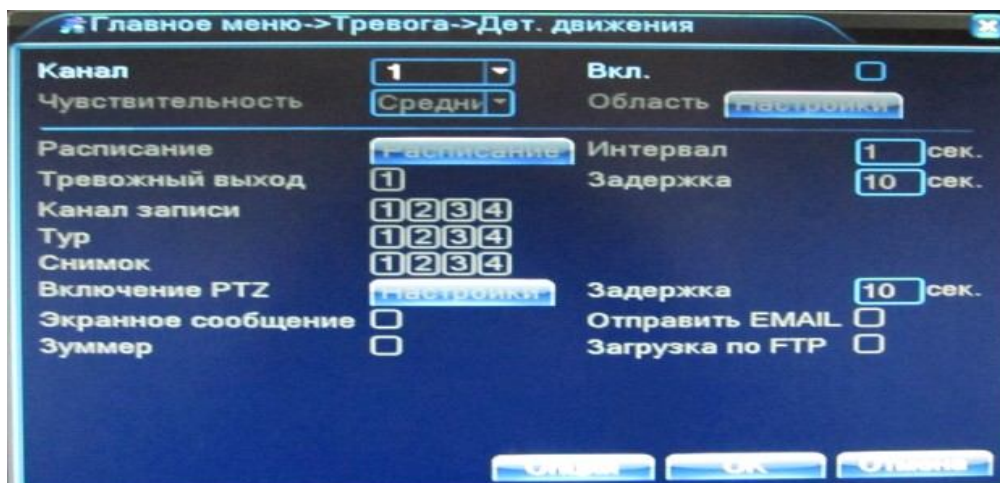 Главное меню->Тревога->Дет. движения
Канал 1 Вкл.
Чувствительность Средни Область Настройки
Расписание Расписание Интервал 1 сек.
Тревожный выход 1 Задержка 10 сек.
Канал записи 1 2 3 4
Тур 1 2 3 4
Снимок 1 2 3 4
Включение PTZ Настройки Задержка 10 сек.
Экранное сообщение Отправить EMAIL
Зуммер Загрузка по FTP
Опции OK Отмена